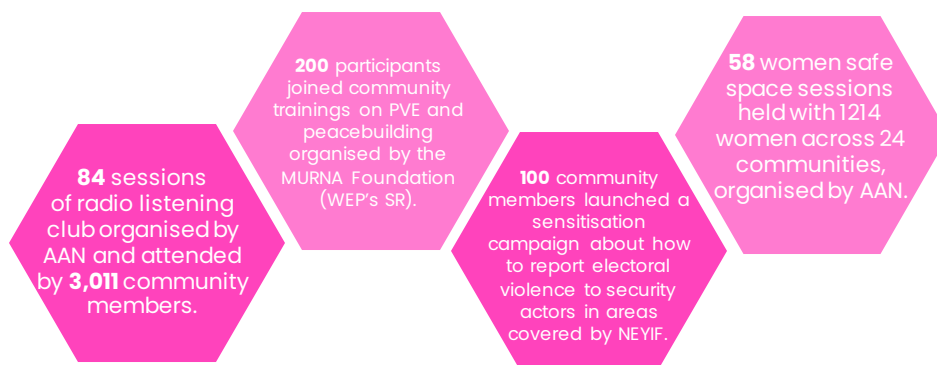 84 sessions
of radio listening
club organised by
AAN and attended
by 3,011 community
members.
200 participants
joined community
trainings on PVE and
peacebuilding
organised by the
MURNA Foundation
(WEP's SR).
100 community
members launched a
sensitisation
campaign about how
to report electoral
violence to security
actors in areas
covered by NEYIF.
58 women safe
space sessions
held with 1214
women across 24
communities,
organised by AAN.